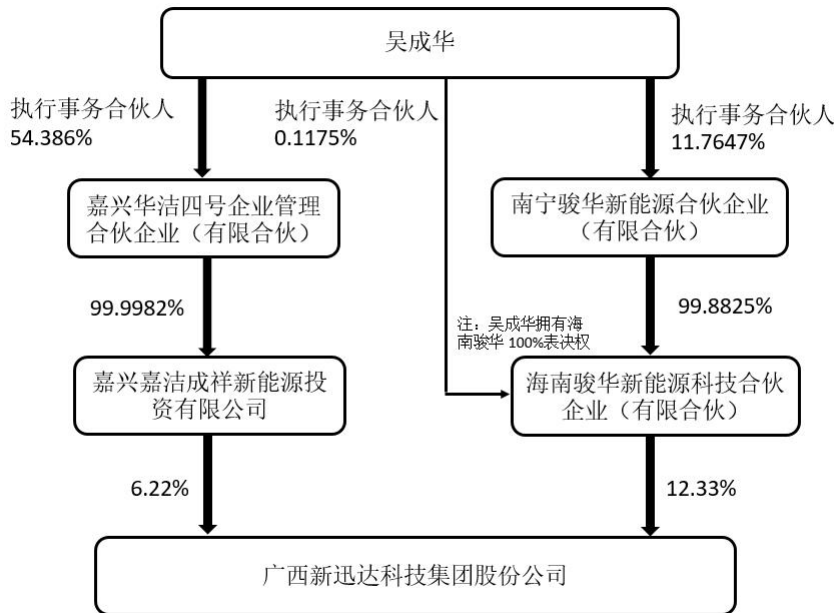 吴成华
执行事务合伙人
54.386%
执行事务合伙人
0.1175%
执行事务合伙人
11.7647%
嘉兴华洁四号企业管理
合伙企业（有限合伙）
南宁骏华新能源合伙企业
（有限合伙）
99.9982%
注：吴成华拥有海
南骏华 100%表决权
99.8825%
嘉兴嘉洁成祥新能源投
资有限公司
海南骏华新能源科技合伙
企业（有限合伙）
6.22%
12.33%
广西新迅达科技集团股份公司